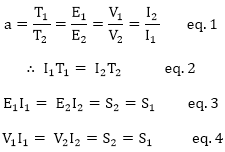 a = T₁/T₂ = E₁/E₂ = V₁/V₂ = I₂/I₁ eq. 1
∴ I₁T₁ = I₂T₂ eq. 2
E₁I₁ = E₂I₂ = S₂ = S₁ eq. 3
V₁I₁ = V₂I₂ = S₂ = S₁ eq. 4